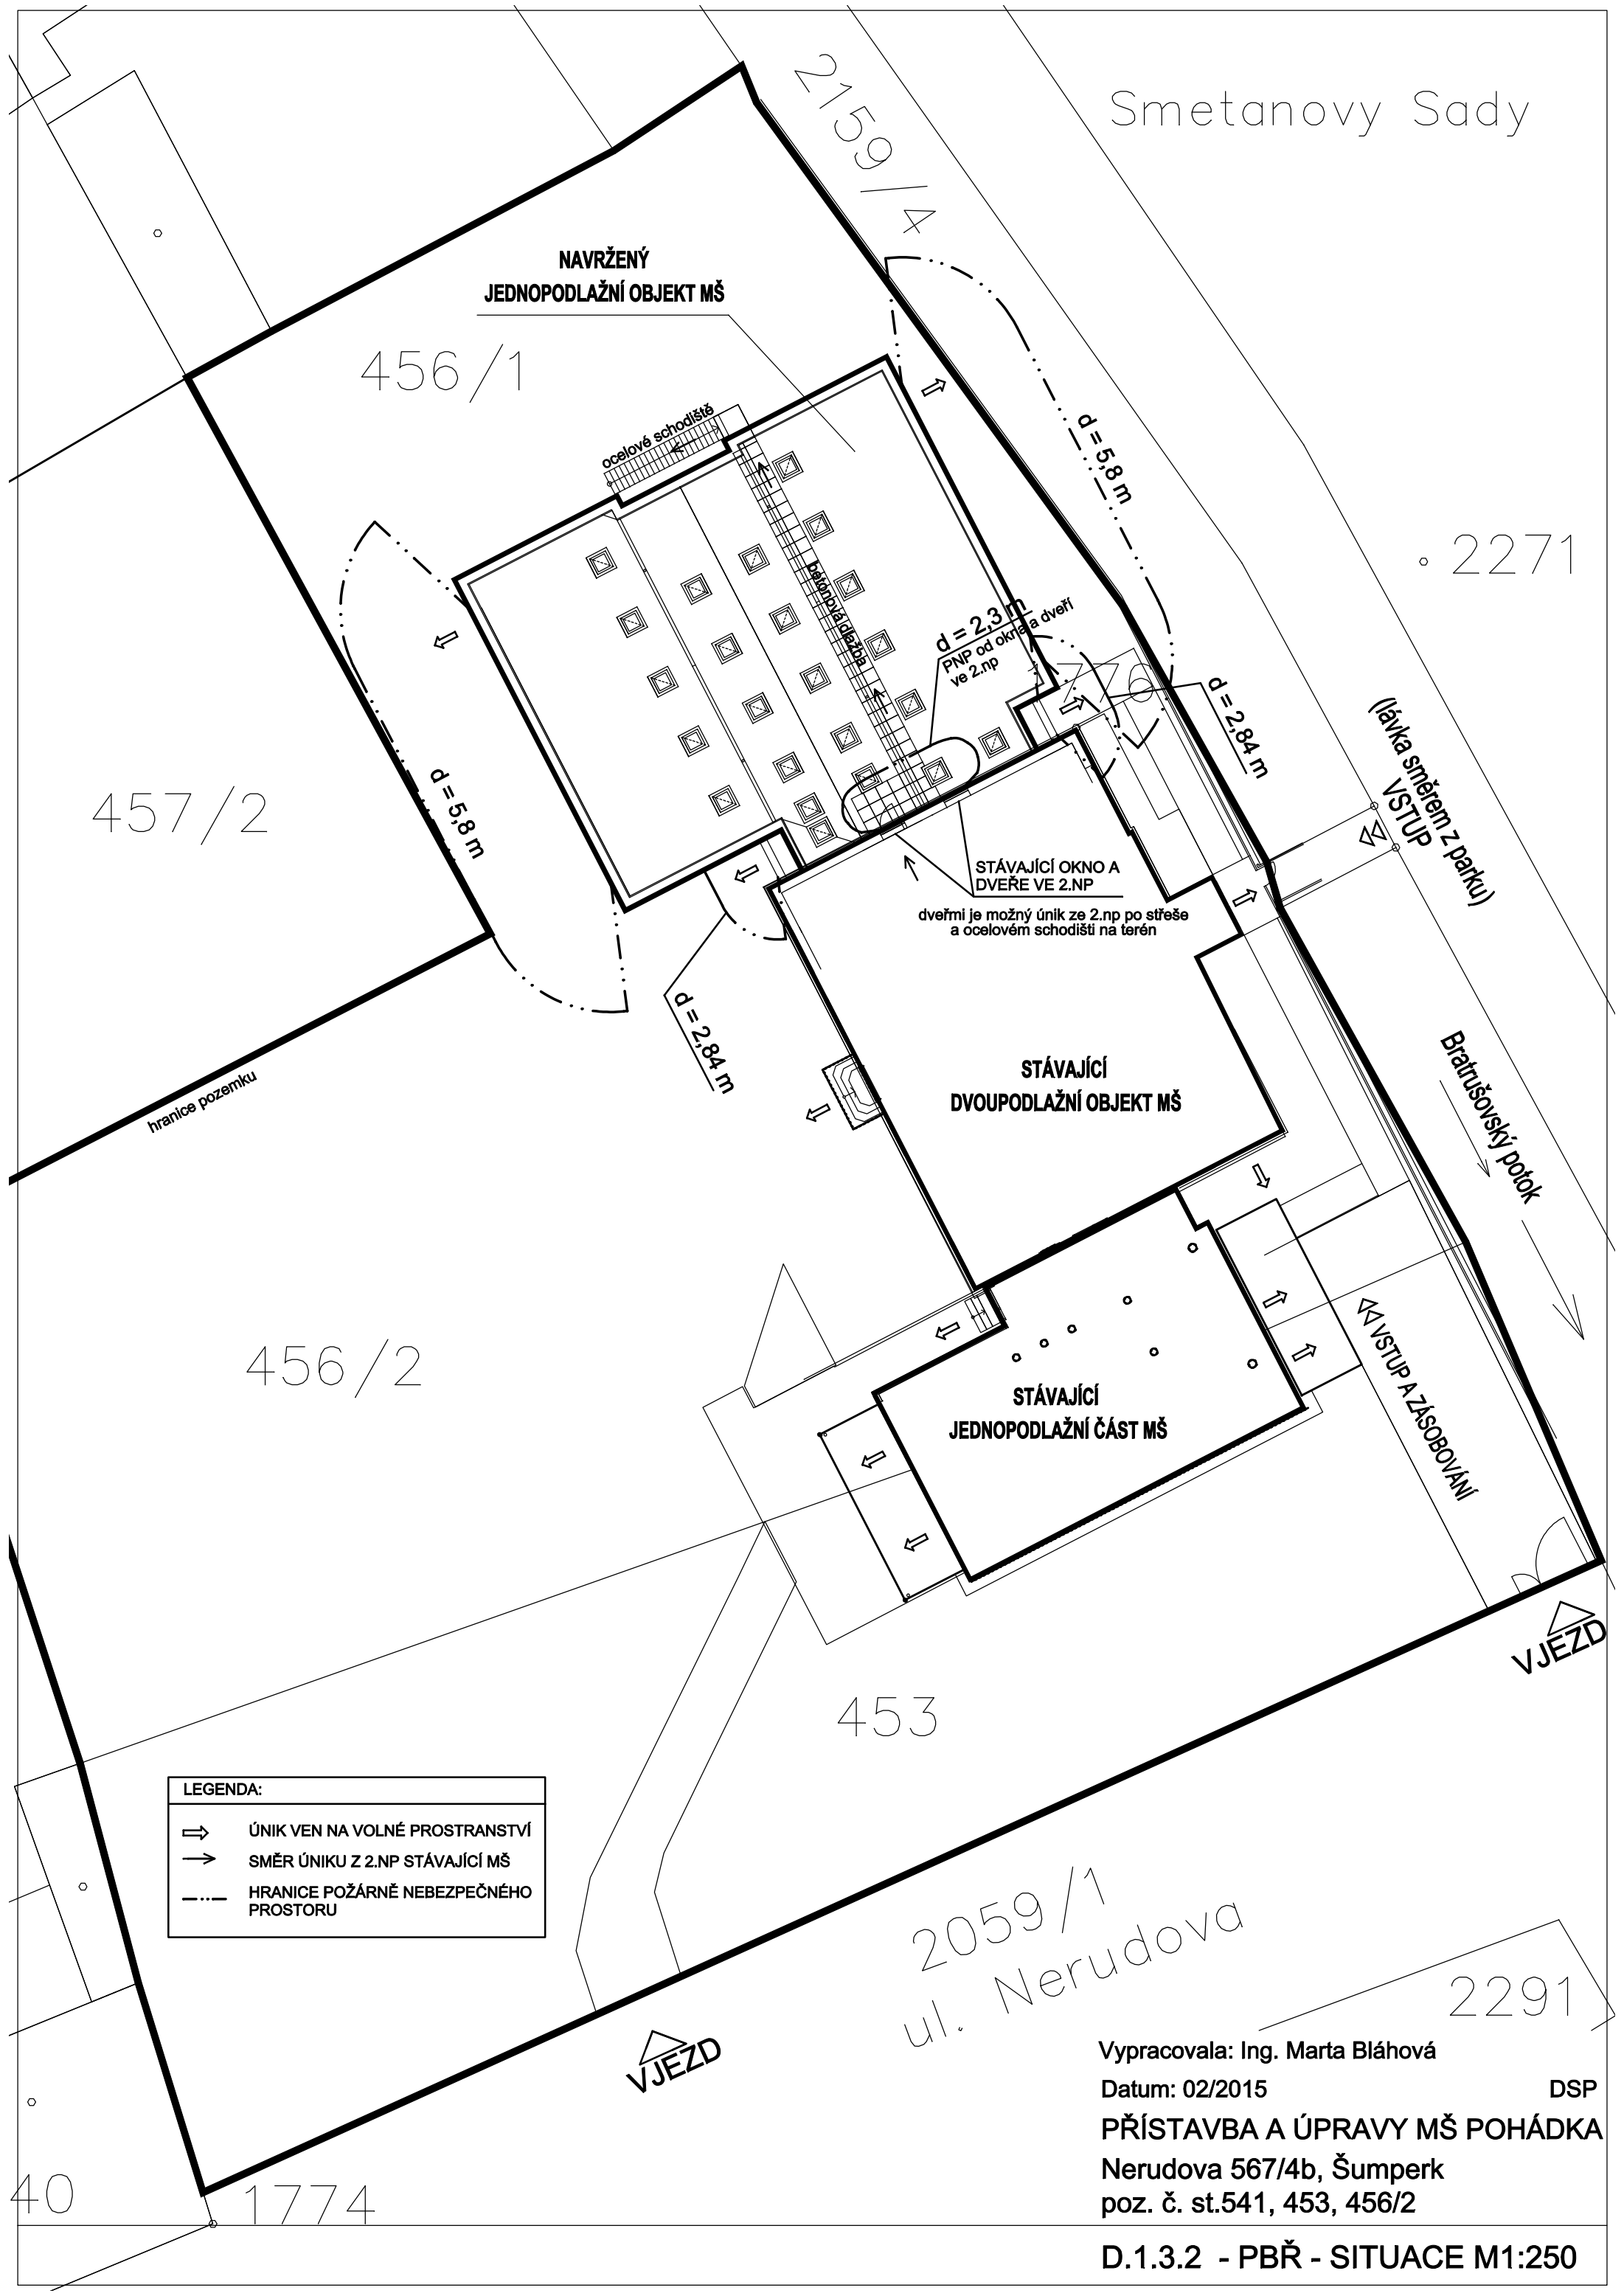 Smetanovy Sady
2159/4
NAVRŽENÝ
JEDNOPODLAŽNÍ OBJEKT MŠ
456/1
ocelové schodiště
d = 5,8 m
2271
betonová dlažba
d = 2,3 m
PNP od okna a dveří
ve 2.np
1776
d = 2,84 m
(lávka směrem z parku)
VSTUP
457/2
d = 5,8 m
STÁVAJÍCÍ OKNO A
DVEŘE VE 2.NP
dveřmi je možný únik ze 2.np po střeše
a ocelovém schodišti na terén
d = 2,84 m
hranice pozemku
STÁVAJÍCÍ
DVOUPODLAŽNÍ OBJEKT MŠ
Bratrušovský potok
456/2
STÁVAJÍCÍ
JEDNOPODLAŽNÍ ČÁST MŠ
VSTUP A ZÁSOBOVÁNÍ
VJEZD
453
LEGENDA:
ÚNIK VEN NA VOLNÉ PROSTRANSTVÍ
SMĚR ÚNIKU Z 2.NP STÁVAJÍCÍ MŠ
HRANICE POŽÁRNĚ NEBEZPEČNÉHO
PROSTORU
2059/1
ul. Nerudova
2291
VJEZD
40
1774
Vypracovala: Ing. Marta Bláhová
Datum: 02/2015 DSP
PŘÍSTAVBA A ÚPRAVY MŠ POHÁDKA
Nerudova 567/4b, Šumperk
poz. č. st.541, 453, 456/2
D.1.3.2 - PBŘ - SITUACE M1:250